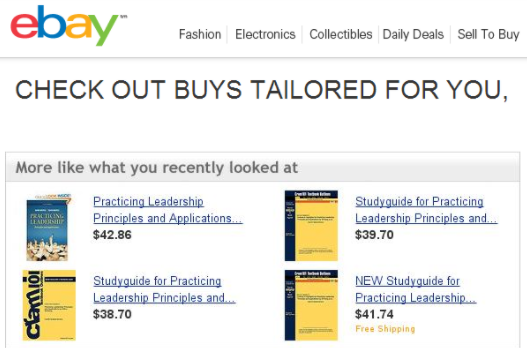 ebay℠
Fashion Electronics Collectibles Daily Deals Sell To Buy
CHECK OUT BUYS TAILORED FOR YOU,
More like what you recently looked at
Practicing Leadership
Principles and Applications...
$42.86
Studyguide for Practicing
Leadership Principles and...
$39.70
PRACTICING
LEADERSHIP
Studyguide for Practicing
Leadership Principles and...
$38.70
cram101
NEW Studyguide for
Practicing Leadership...
$41.74
Free Shipping